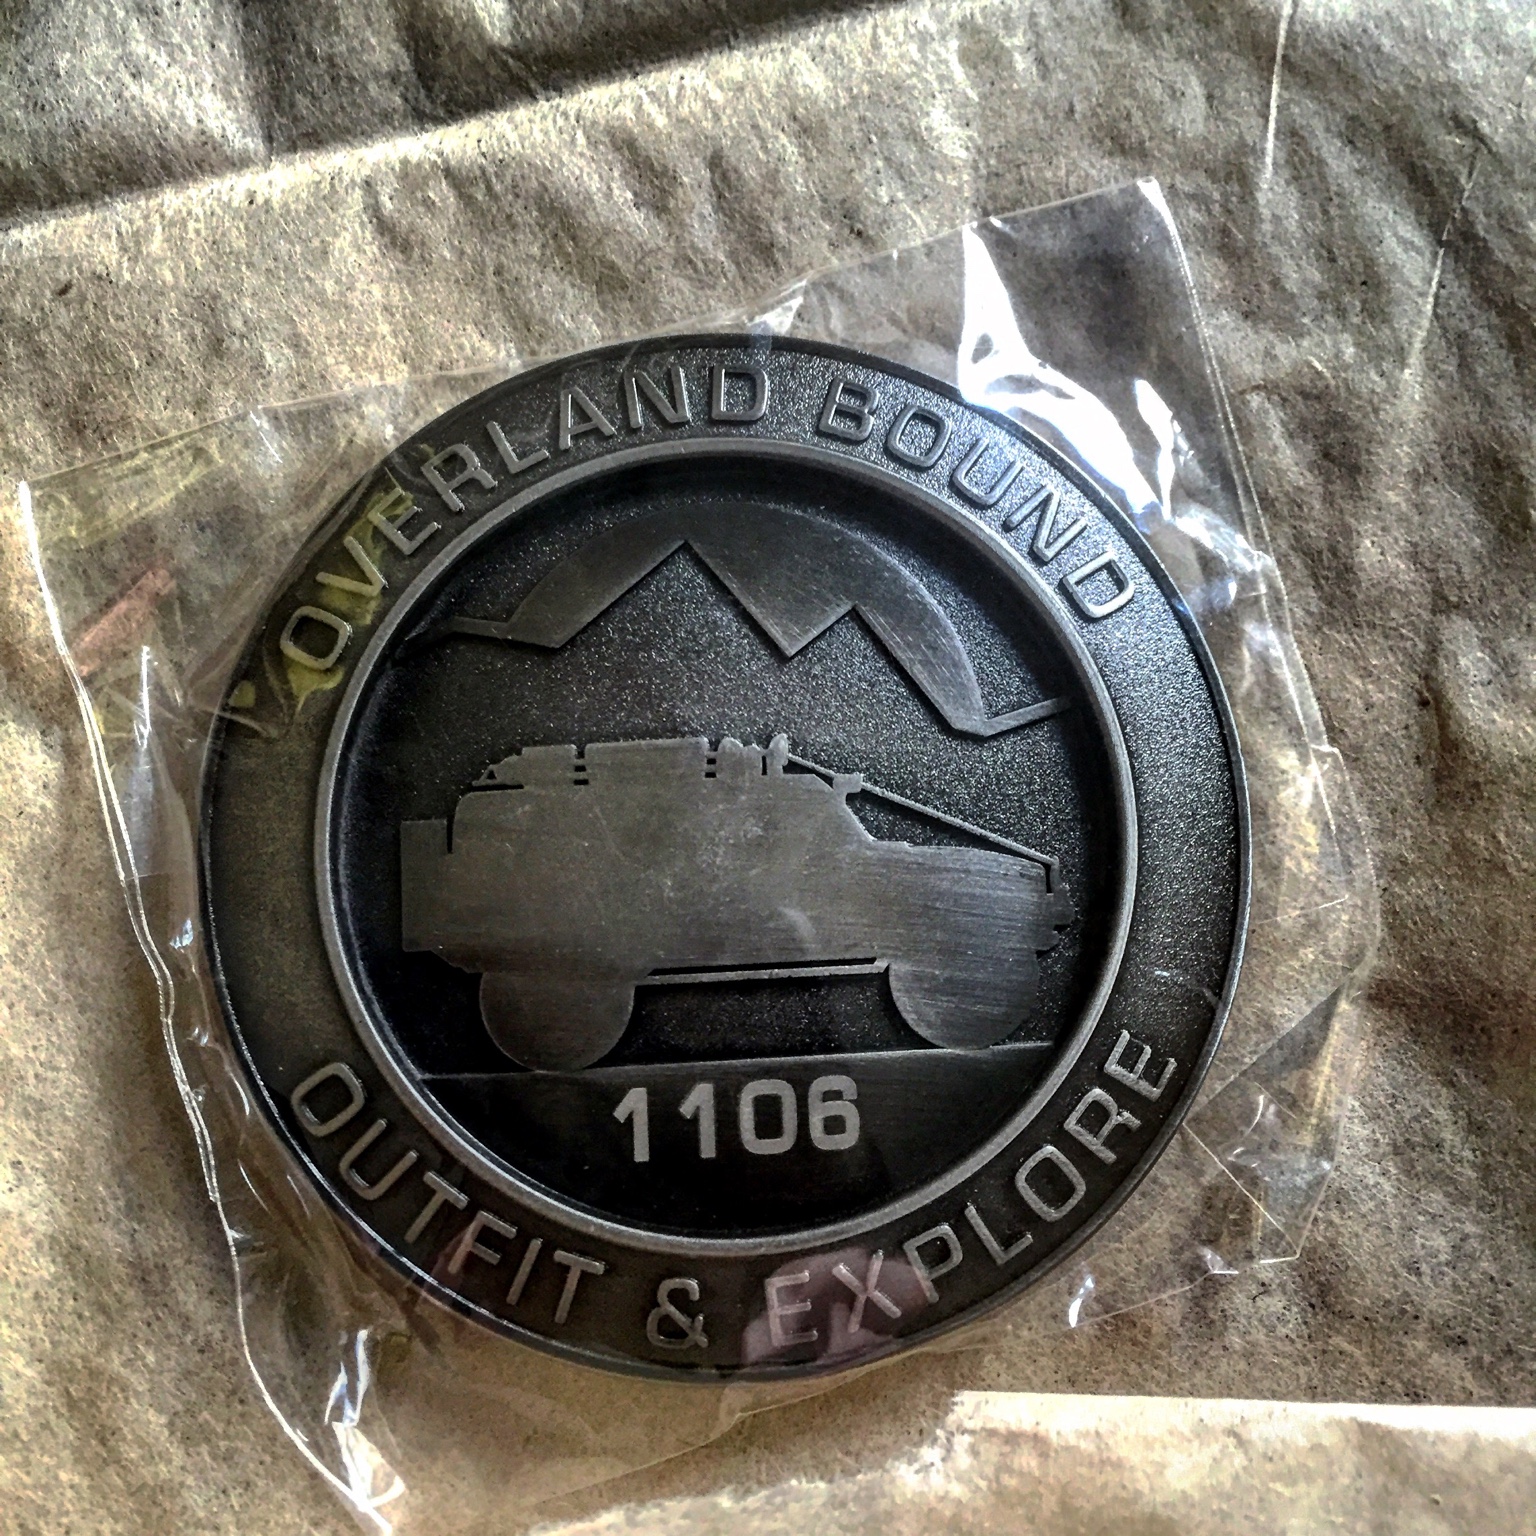 OVERLAND BOUND
1106
OUTFIT & EXPLORE